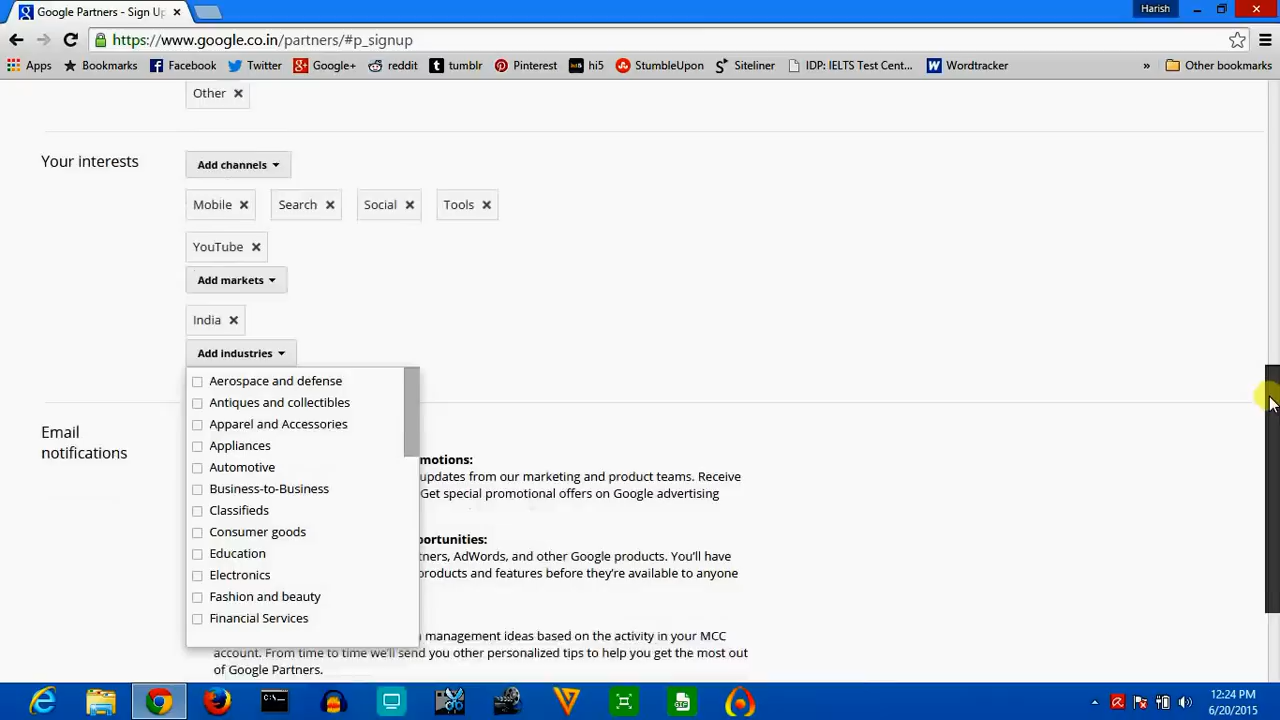 Google Partners - Sign Up
Harish
https://www.google.co.in/partners/#p_signup
Apps Bookmarks Facebook Twitter Google+ reddit tumblr Pinterest hi5 StumbleUpon Siteliner IDP: IELTS Test Cent... Wordtracker » Other bookmarks
Other
Your interests
Add channels
Mobile Search Social Tools
YouTube
Add markets
India
Add industries
Aerospace and defense
Antiques and collectibles
Apparel and Accessories
Appliances
Automotive
Business-to-Business
Classifieds
Consumer goods
Education
Electronics
Fashion and beauty
Financial Services
Email
notifications
motions:
updates from our marketing and product teams. Receive
Get special promotional offers on Google advertising
portunities:
tners, AdWords, and other Google products. You’ll have
products and features before they’re available to anyone
management ideas based on the activity in your MCC
account. From time to time we’ll send you other personalized tips to help you get the most out
of Google Partners.
GIF
12:24 PM
6/20/2015